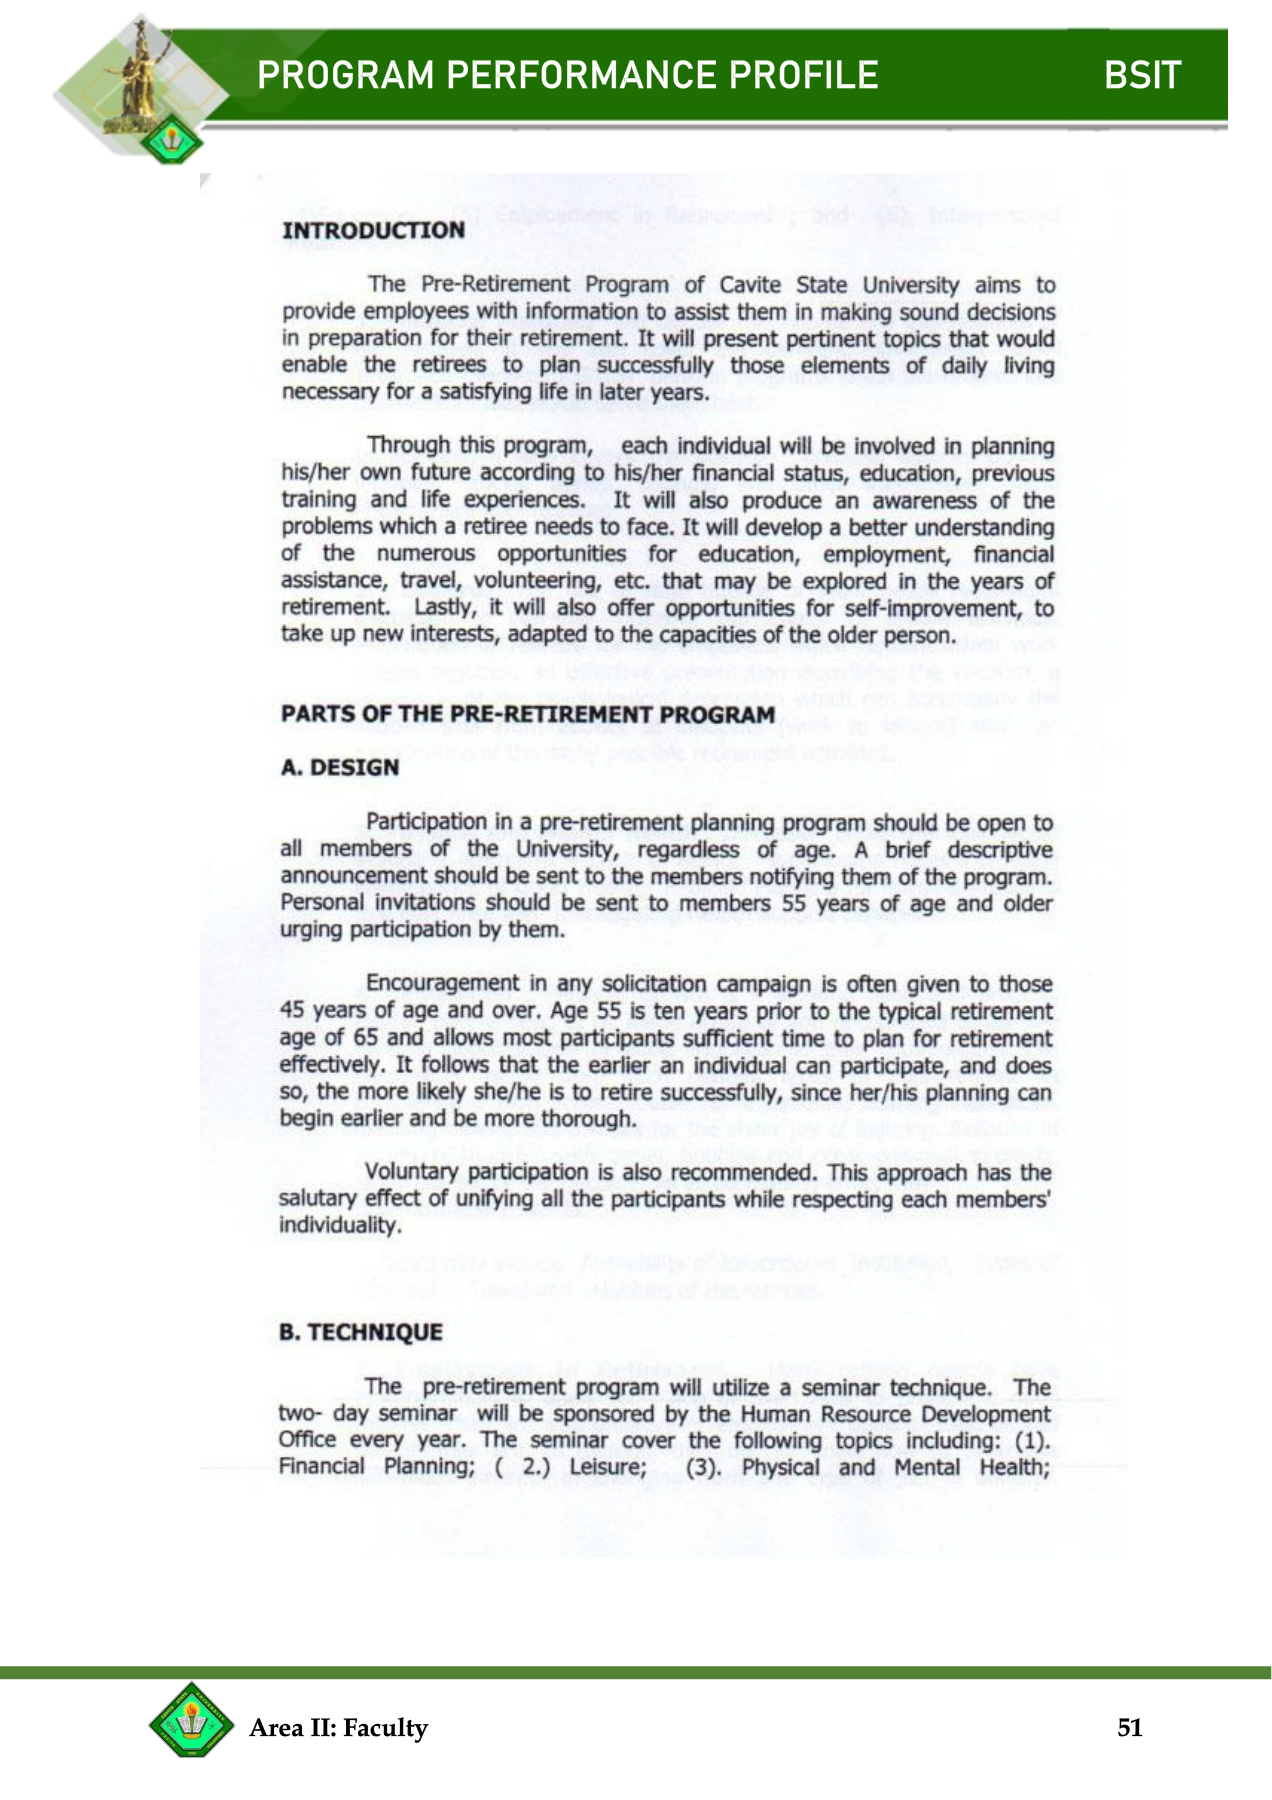 PROGRAM PERFORMANCE PROFILE BSIT
INTRODUCTION
The Pre-Retirement Program of Cavite State University aims to
provide employees with information to assist them in making sound decisions
in preparation for their retirement. It will present pertinent topics that would
enable the retirees to plan successfully those elements of daily living
necessary for a satisfying life in later years.
Through this program, each individual will be involved in planning
his/her own future according to his/her financial status, education, previous
training and life experiences. It will also produce an awareness of the
problems which a retiree needs to face. It will develop a better understanding
of the numerous opportunities for education, employment, financial
assistance, travel, volunteering, etc. that may be explored in the years of
retirement. Lastly, it will also offer opportunities for self-improvement, to
take up new interests, adapted to the capacities of the older person.
PARTS OF THE PRE-RETIREMENT PROGRAM
A. DESIGN
Participation in a pre-retirement planning program should be open to
all members of the University, regardless of age. A brief descriptive
announcement should be sent to the members notifying them of the program.
Personal invitations should be sent to members 55 years of age and older
urging participation by them.
Encouragement in any solicitation campaign is often given to those
45 years of age and over. Age 55 is ten years prior to the typical retirement
age of 65 and allows most participants sufficient time to plan for retirement
effectively. It follows that the earlier an individual can participate, and does
so, the more likely she/he is to retire successfully, since her/his planning can
begin earlier and be more thorough.
Voluntary participation is also recommended. This approach has the
salutary effect of unifying all the participants while respecting each members'
individuality.
B. TECHNIQUE
The pre-retirement program will utilize a seminar technique. The
two- day seminar will be sponsored by the Human Resource Development
Office every year. The seminar cover the following topics including: (1).
Financial Planning; ( 2.) Leisure; (3). Physical and Mental Health;
Area II: Faculty 51